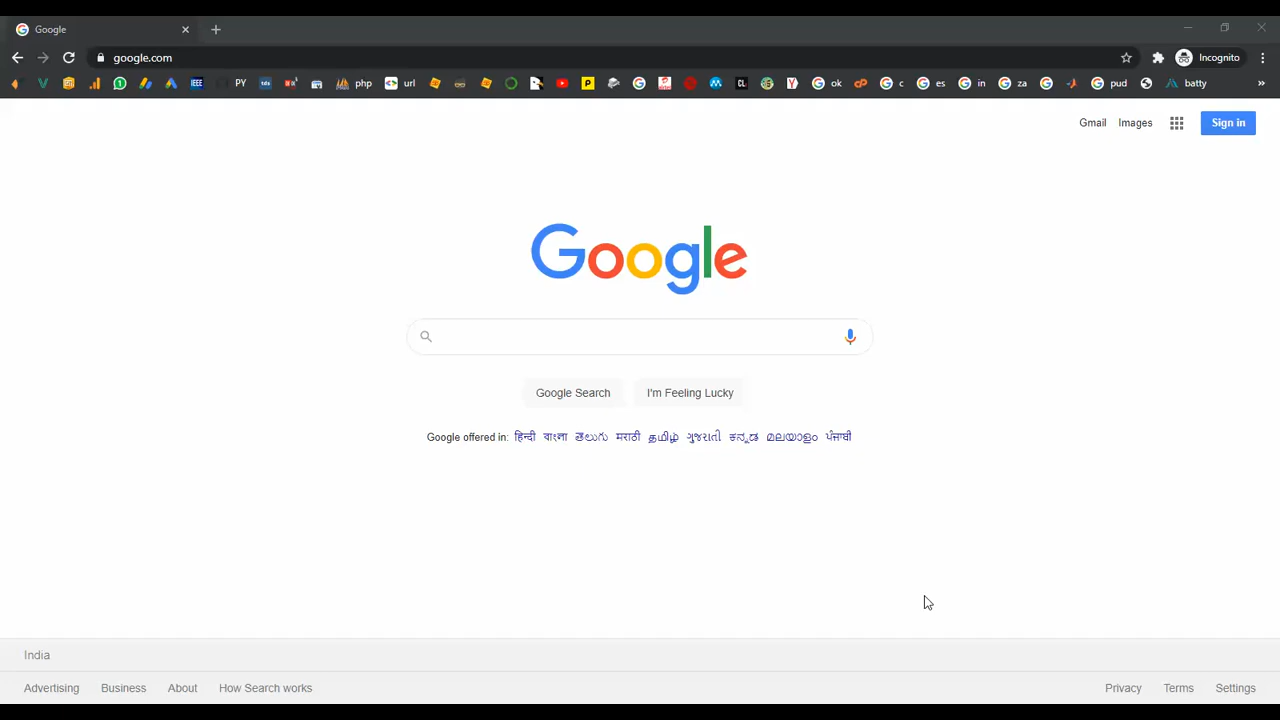 Google
google.com
Incognito
PY
php
url
ok
c
es
in
za
pud
batty
Gmail Images
Sign in
Google
Google Search
I'm Feeling Lucky
Google offered in: हिन्दी বাংলা తెలుగు मराठी தமிழ் ગુજરાતી ಕನ್ನಡ മലയാളം ਪੰਜਾਬੀ
India
Advertising Business About How Search works
Privacy Terms Settings